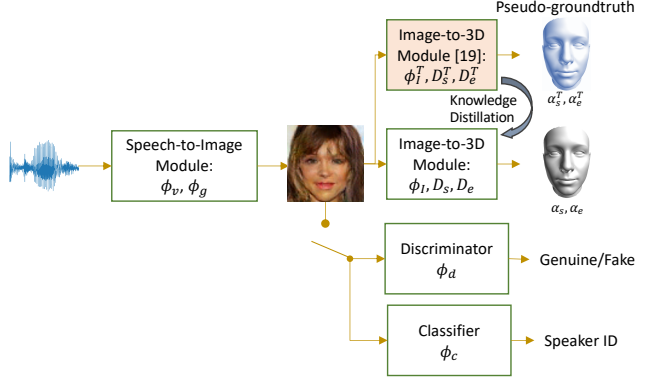 Pseudo-groundtruth
Image-to-3D
Module [19]:
ϕ_I^T, D_s^T, D_e^T
α_s^T, α_e^T
Knowledge
Distillation
Speech-to-Image
Module:
ϕ_v, ϕ_g
Image-to-3D
Module:
ϕ_I, D_s, D_e
α_s, α_e
Discriminator
ϕ_d
Genuine/Fake
Classifier
ϕ_c
Speaker ID